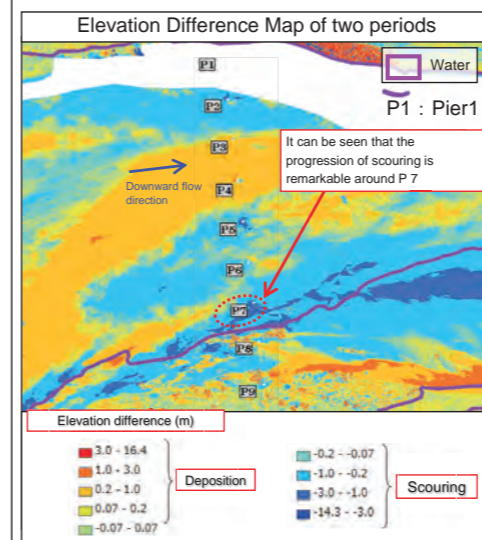 Elevation Difference Map of two periods
Water
P1 : Pier1
P1
P2
P3
P4
P5
P6
P7
P8
P9
It can be seen that the
progression of scouring is
remarkable around P 7
Downward flow
direction
Elevation difference (m)
3.0 - 16.4
1.0 - 3.0
0.2 - 1.0
0.07 - 0.2
-0.07 - 0.07
Deposition
-0.2 - -0.07
-1.0 - -0.2
-3.0 - -1.0
-14.3 - -3.0
Scouring